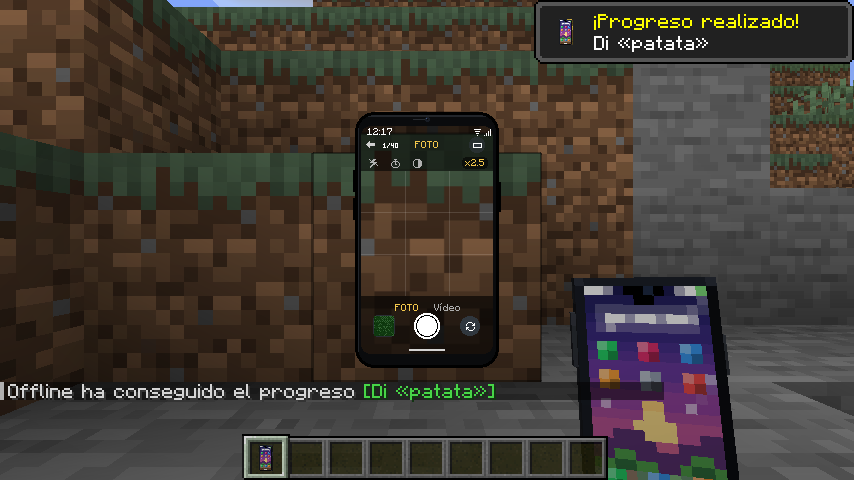 ¡Progreso realizado!
Di «patata»
12:17
1/40 FOTO
x2.5
FOTO Vídeo
Offline ha conseguido el progreso [Di «patata»]